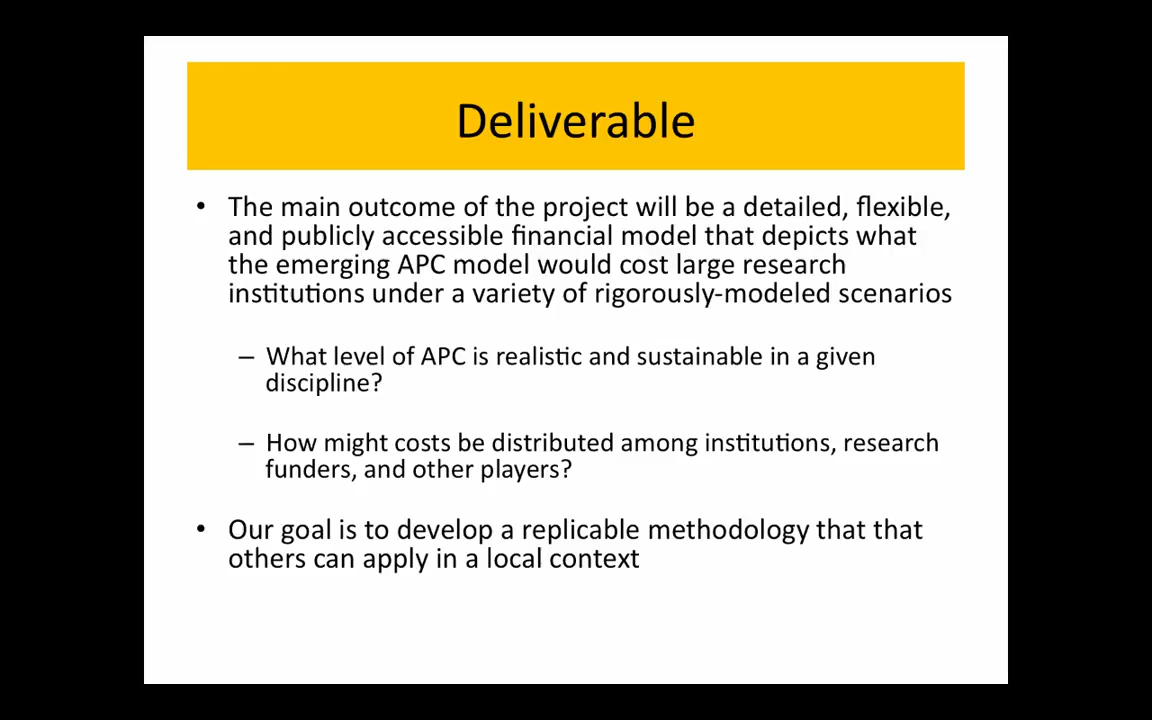 Deliverable
• The main outcome of the project will be a detailed, flexible,
and publicly accessible financial model that depicts what
the emerging APC model would cost large research
institutions under a variety of rigorously-modeled scenarios
– What level of APC is realistic and sustainable in a given
discipline?
– How might costs be distributed among institutions, research
funders, and other players?
• Our goal is to develop a replicable methodology that that
others can apply in a local context